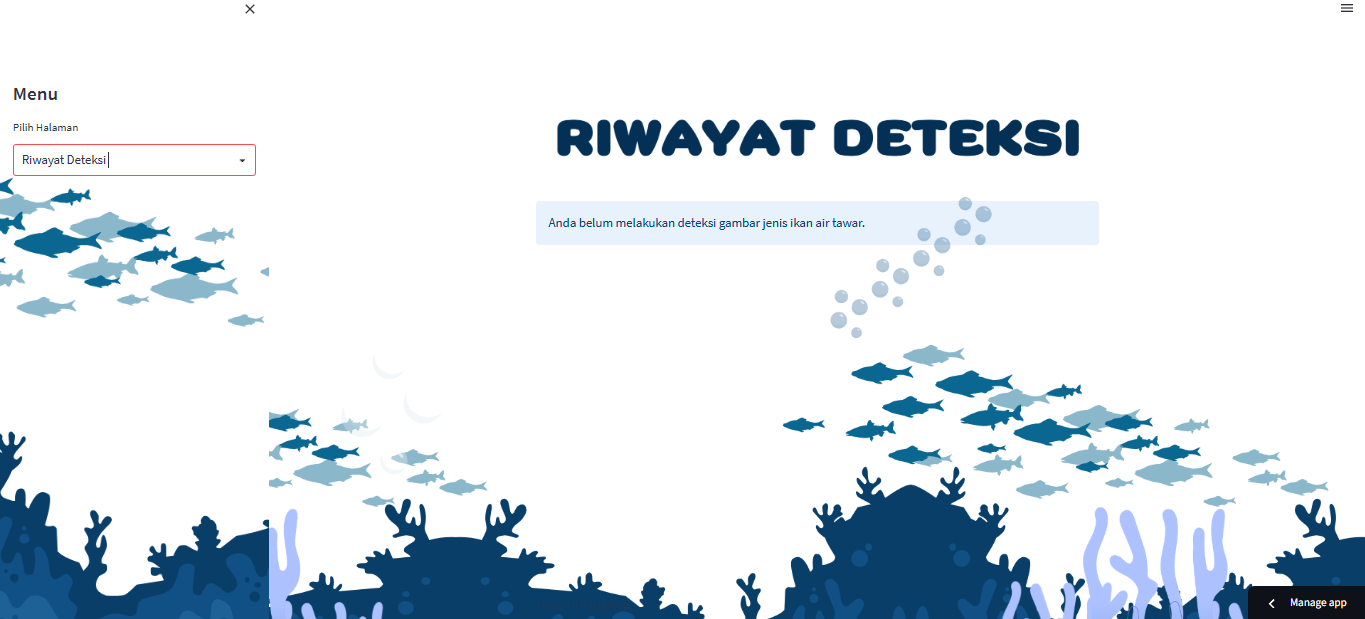 Menu
Pilih Halaman
Riwayat Deteksi
RIWAYAT DETEKSI
Anda belum melakukan deteksi gambar jenis ikan air tawar.
Manage app